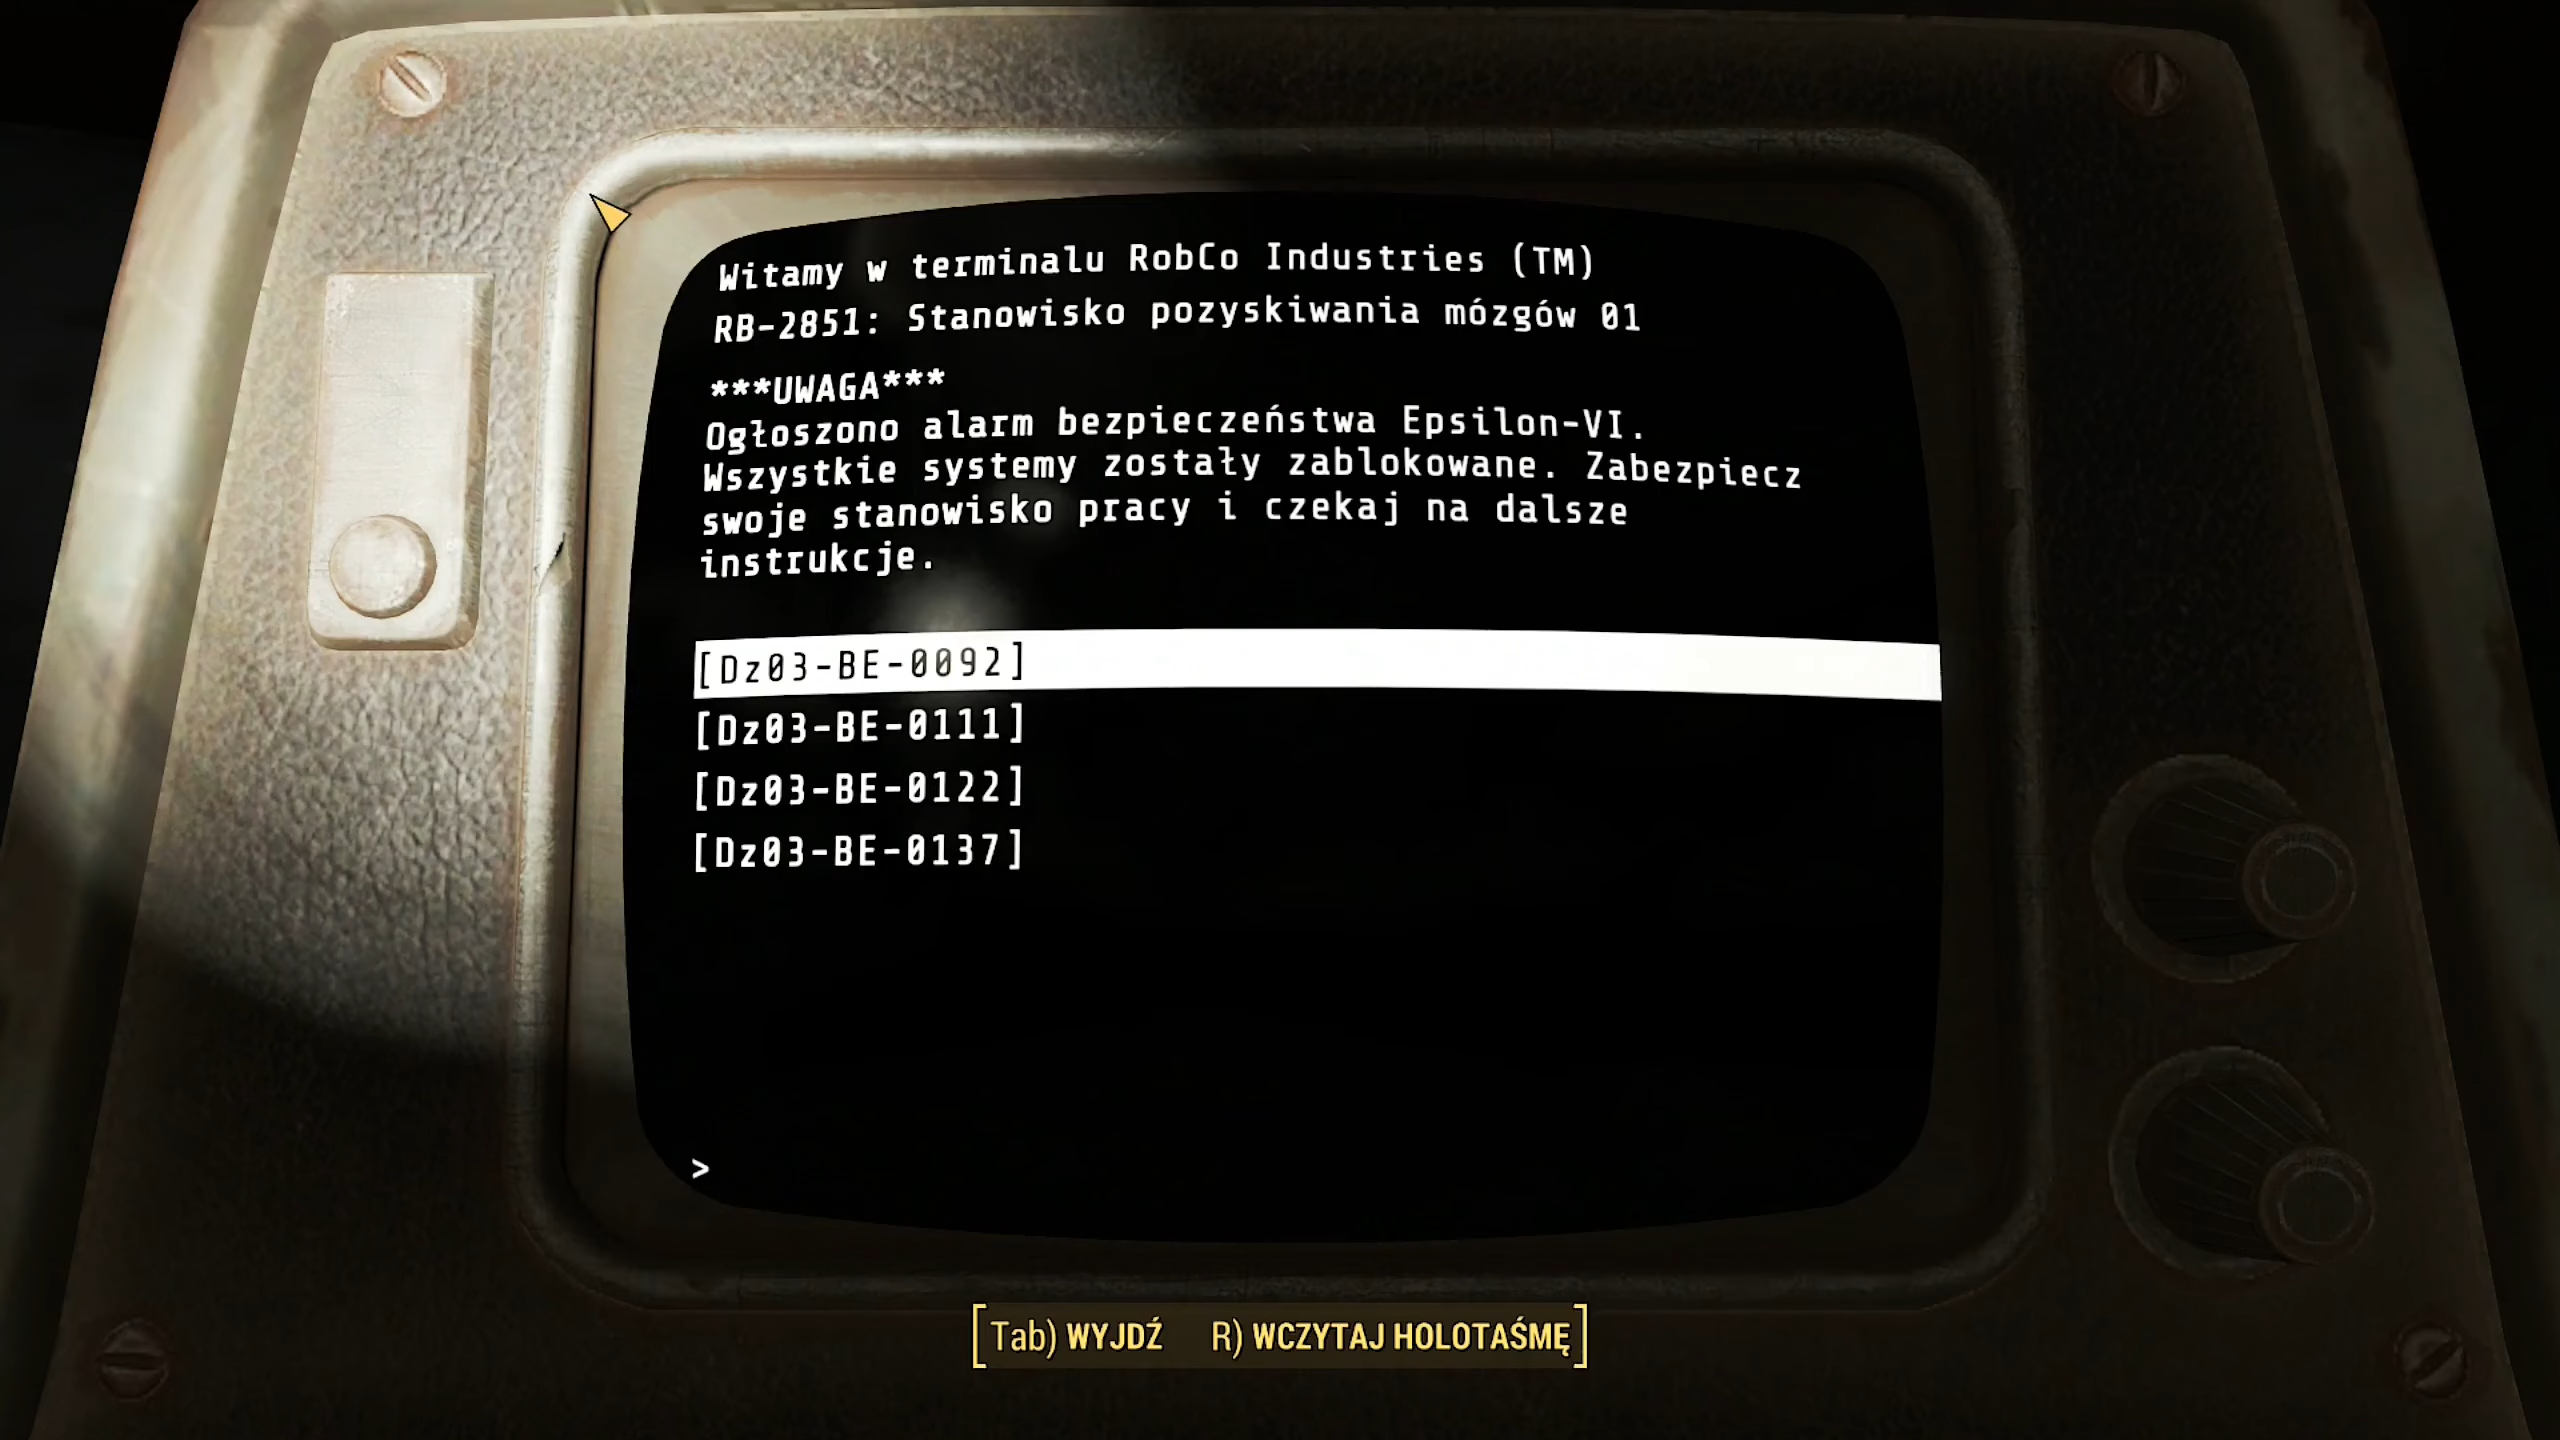 Witamy w terminalu RobCo Industries (TM)
RB-2851: Stanowisko pozyskiwania mózgów 01
***UWAGA***
Ogłoszono alarm bezpieczeństwa Epsilon-VI.
Wszystkie systemy zostały zablokowane. Zabezpiecz
swoje stanowisko pracy i czekaj na dalsze
instrukcje.
[Dz03-BE-0092]
[Dz03-BE-0111]
[Dz03-BE-0122]
[Dz03-BE-0137]
>
[Tab) WYJDŹ R) WCZYTAJ HOLOTAŚMĘ]